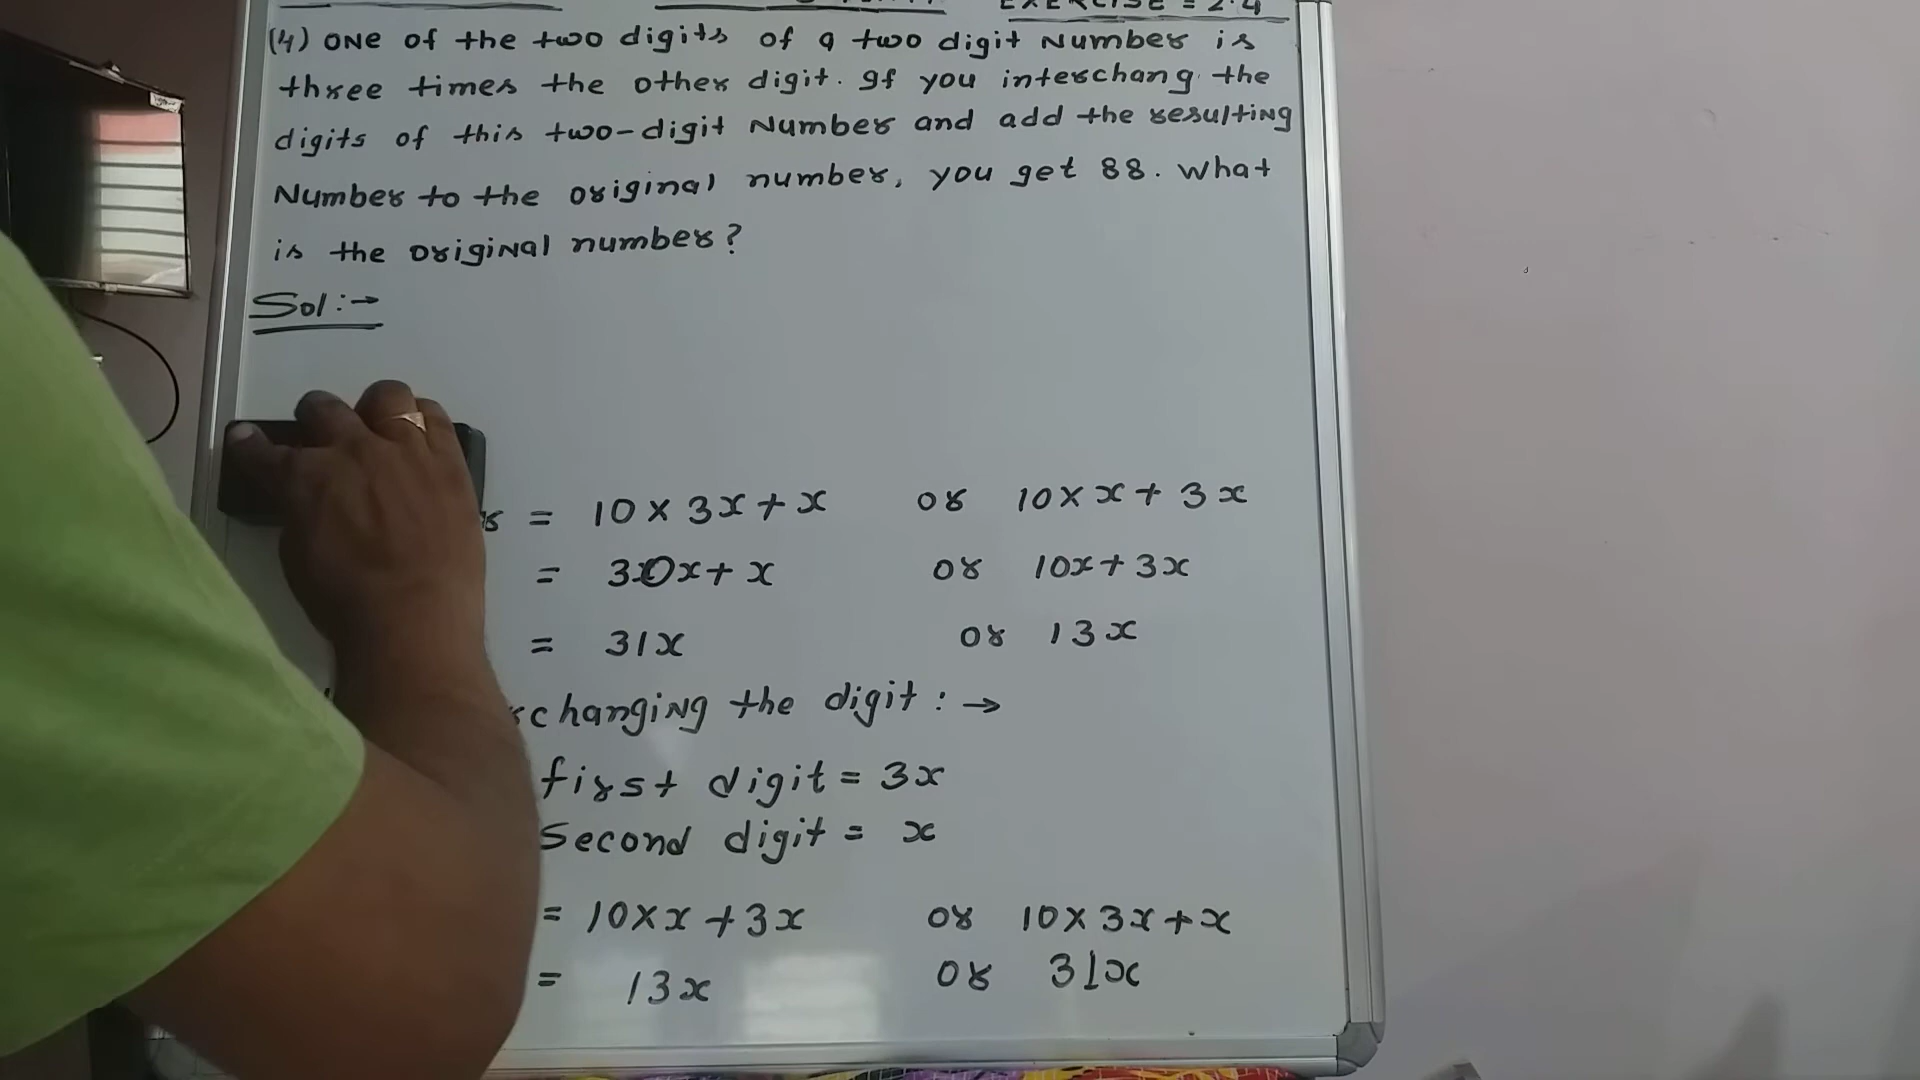 EXERCISE = 2.4
(4) ONE of the two digits of a two digit Number is
three times the other digit. If you interchang the
digits of this two-digit Number and add the resulting
Number to the original number, you get 88. What
is the original number?
Sol:→
= 10 × 3x + x or 10 × x + 3x
= 30x + x or 10x + 3x
= 31x or 13x
changing the digit: →
first digit = 3x
Second digit = x
= 10 × x + 3x or 10 × 3x + x
= 13x or 31x